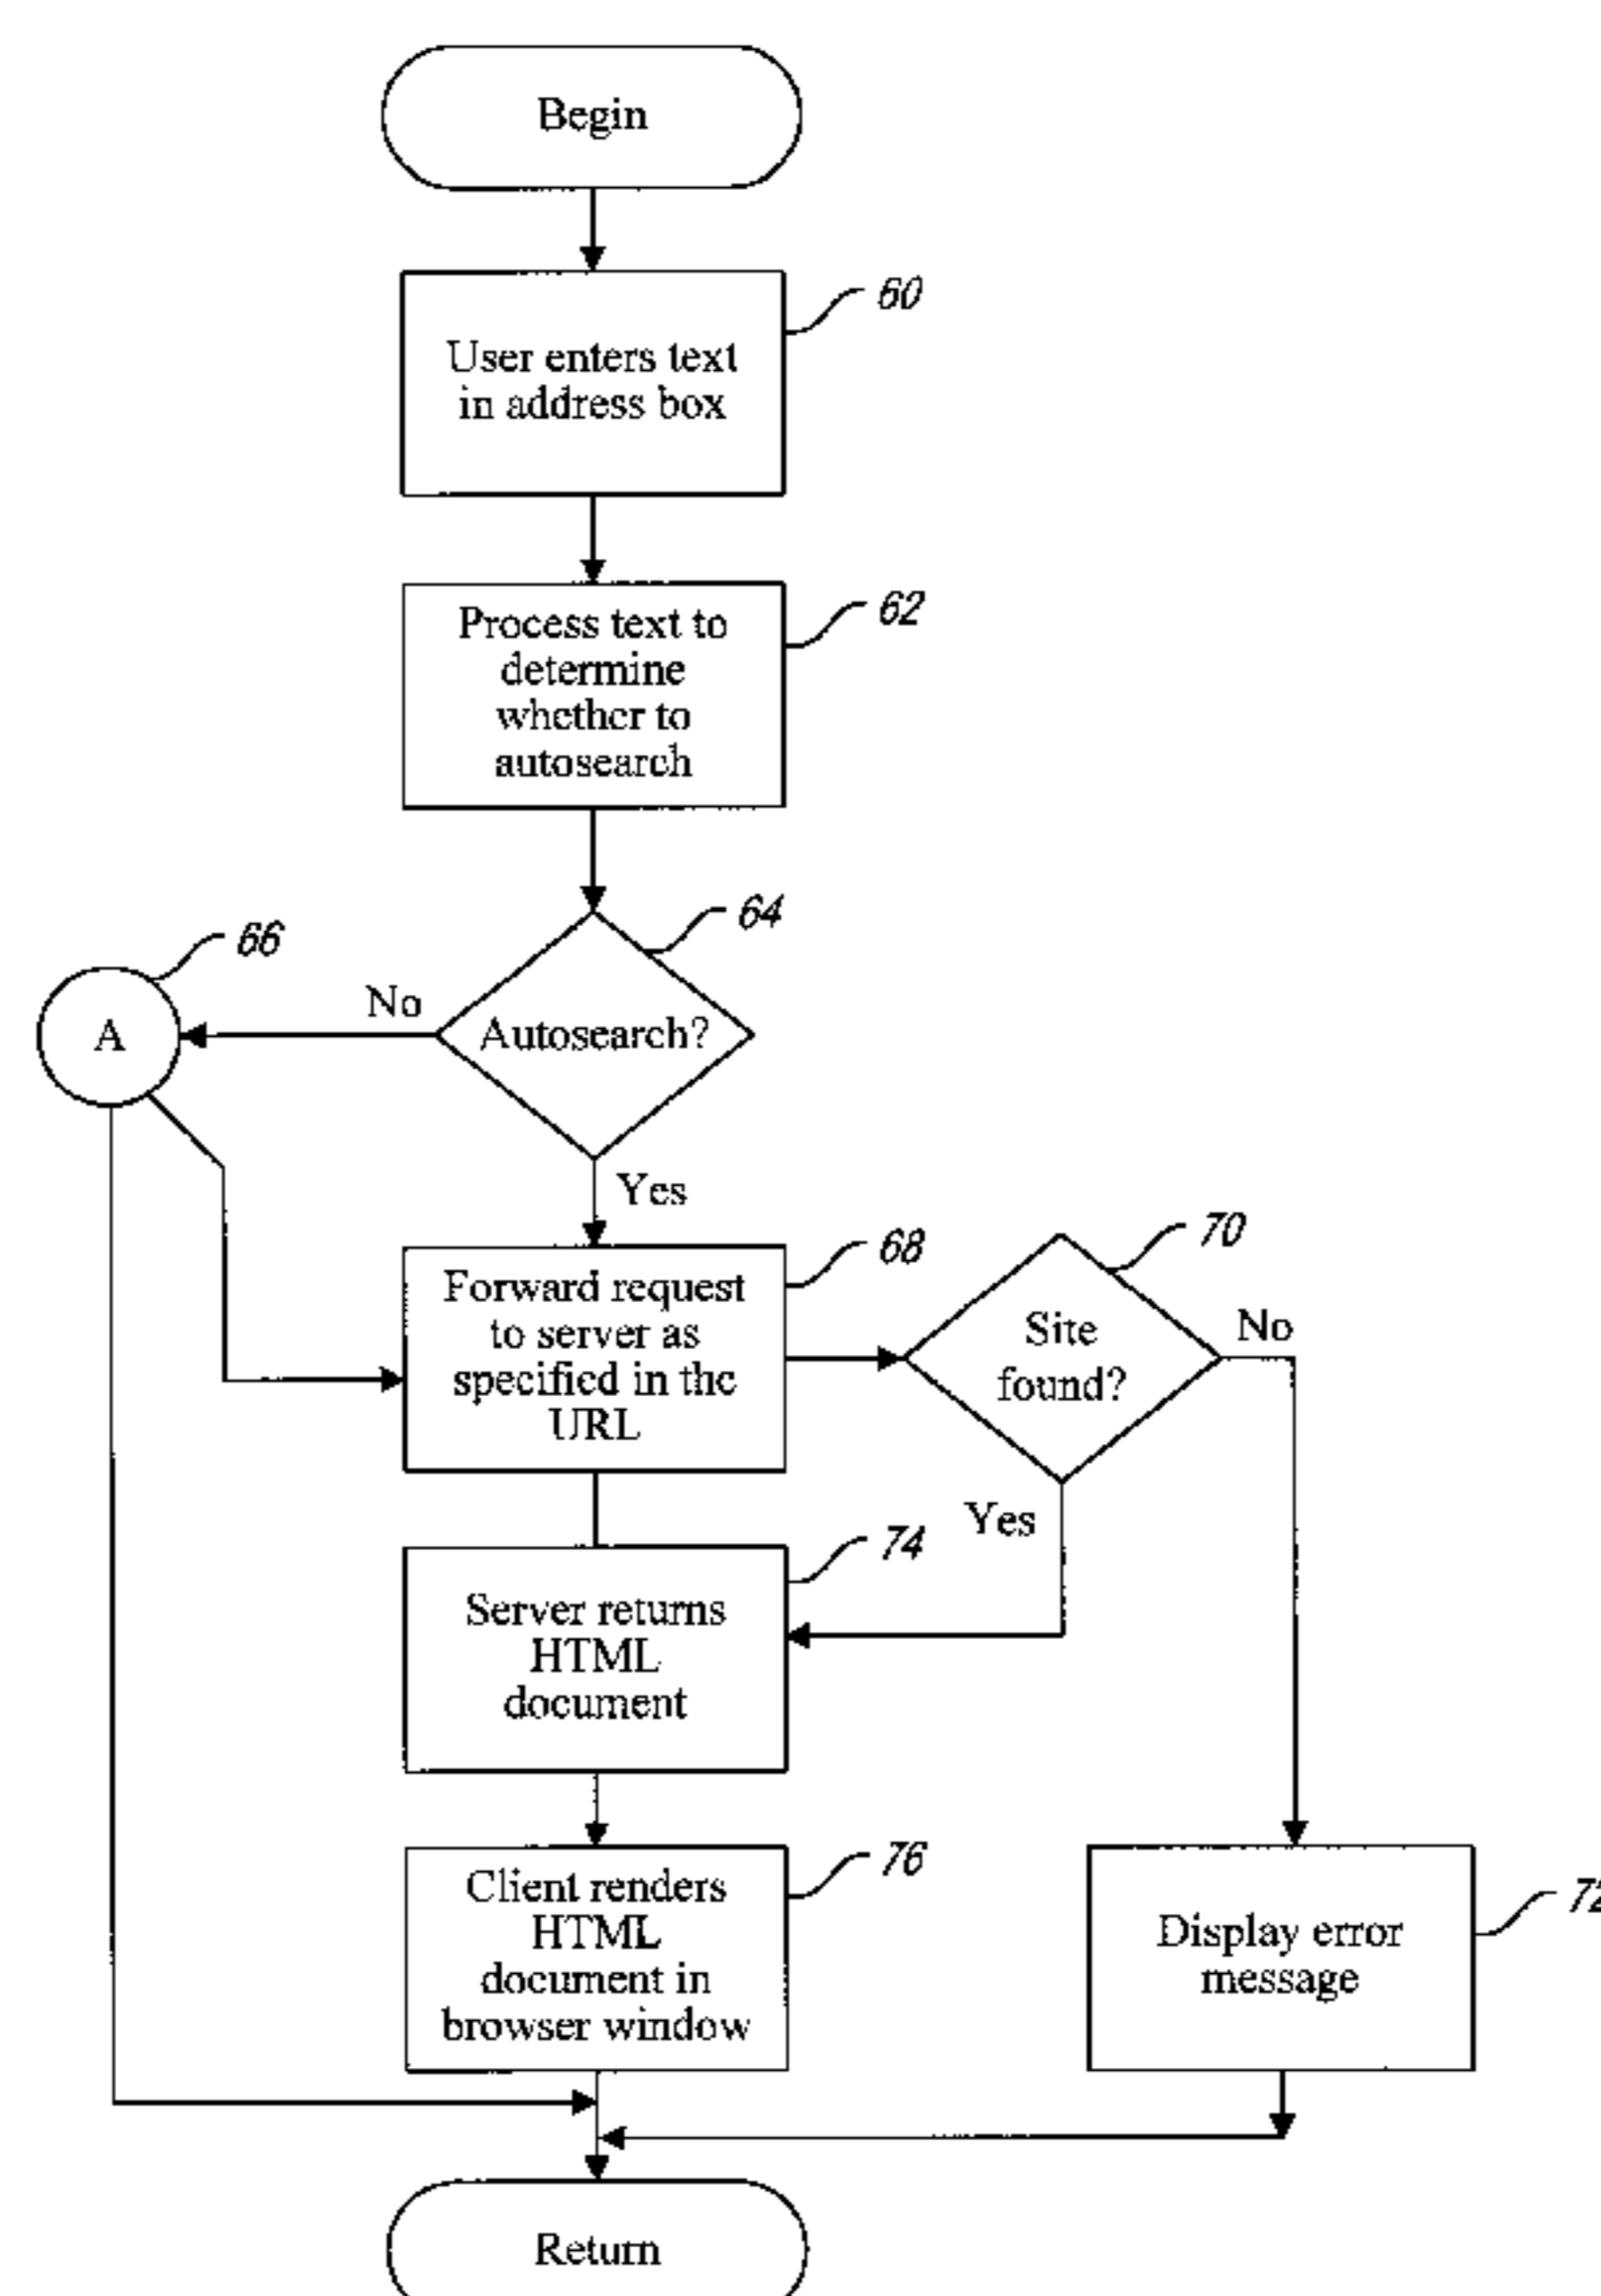 Begin
60
User enters text
in address box
62
Process text to
determine
whether to
autosearch
64
66
No
A
Autosearch?
Yes
68
70
Forward request
to server as
specified in the
URL
Site
found?
No
Yes
74
Server returns
HTML
document
76
Client renders
HTML
document in
browser window
72
Display error
message
Return